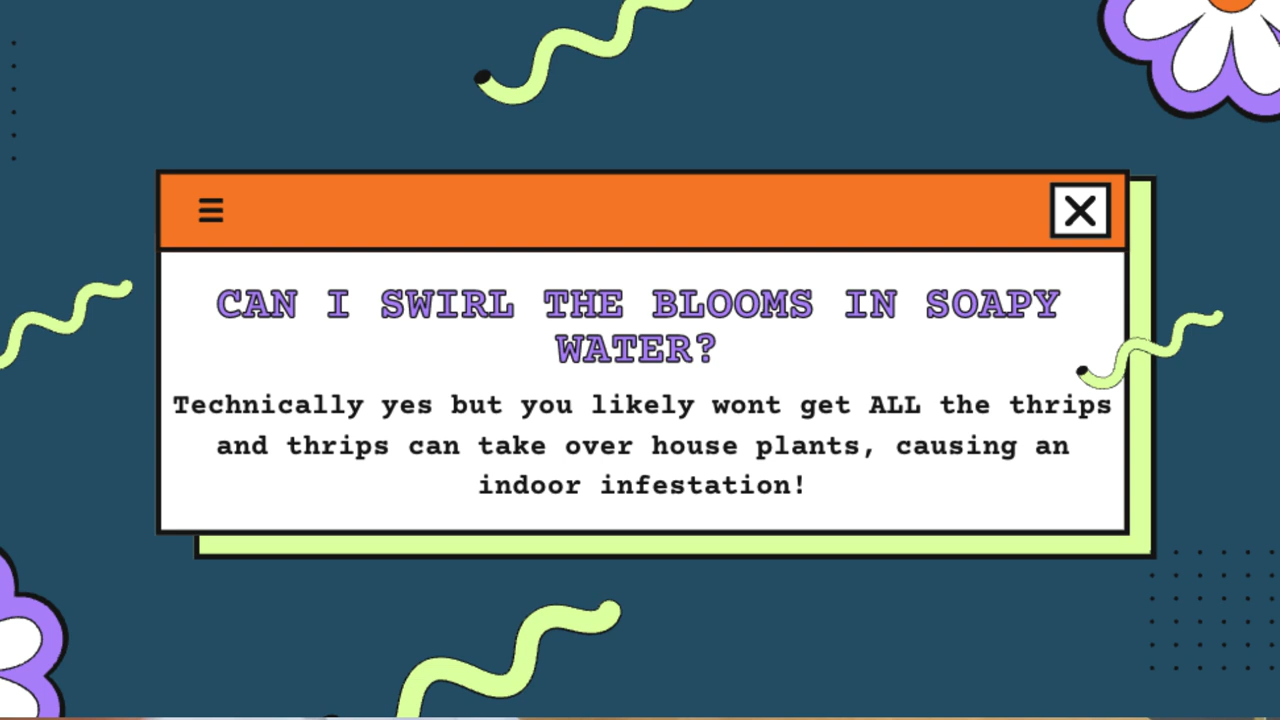 CAN I SWIRL THE BLOOMS IN SOAPY
WATER?
Technically yes but you likely wont get ALL the thrips
and thrips can take over house plants, causing an
indoor infestation!